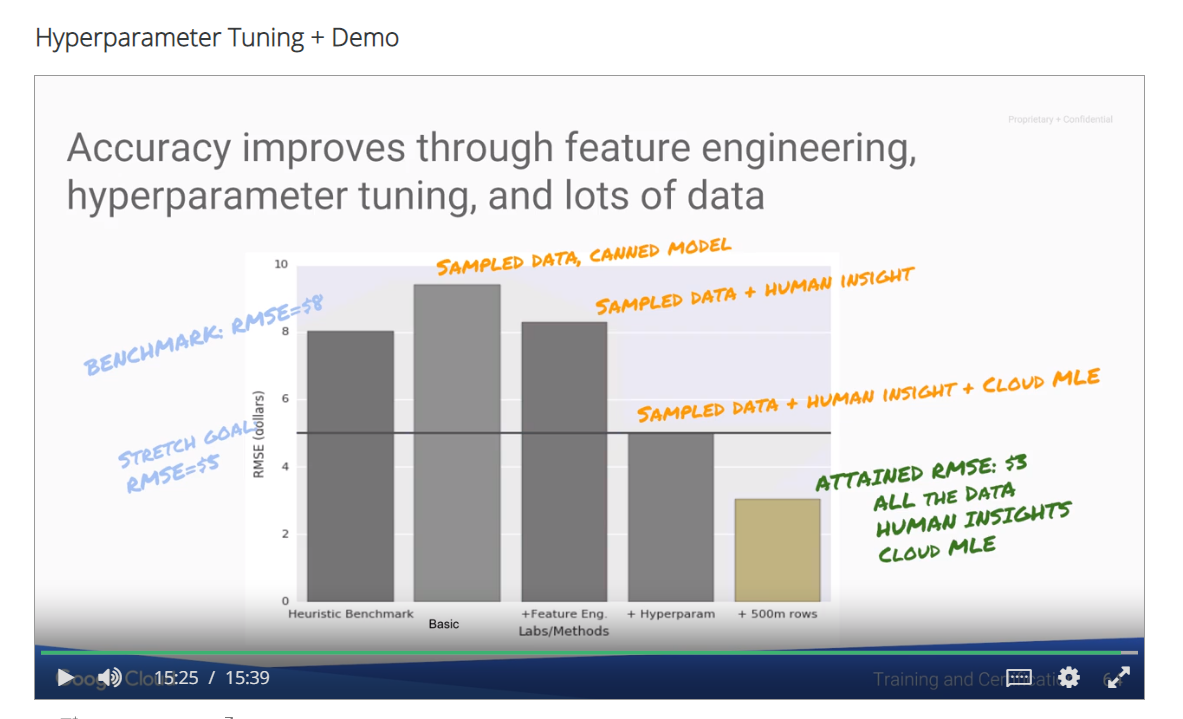 Hyperparameter Tuning + Demo
Proprietary + Confidential
Accuracy improves through feature engineering,
hyperparameter tuning, and lots of data
SAMPLED DATA, CANNED MODEL
SAMPLED DATA + HUMAN INSIGHT
BENCHMARK: RMSE=$8
SAMPLED DATA + HUMAN INSIGHT + CLOUD MLE
STRETCH GOAL
RMSE=$5
ATTAINED RMSE: $3
ALL THE DATA
HUMAN INSIGHTS
CLOUD MLE
RMSE (dollars)
10
8
6
4
2
0
Heuristic Benchmark
Basic
+Feature Eng.
Labs/Methods
+ Hyperparam
+ 500m rows
15:25 / 15:39
Training and